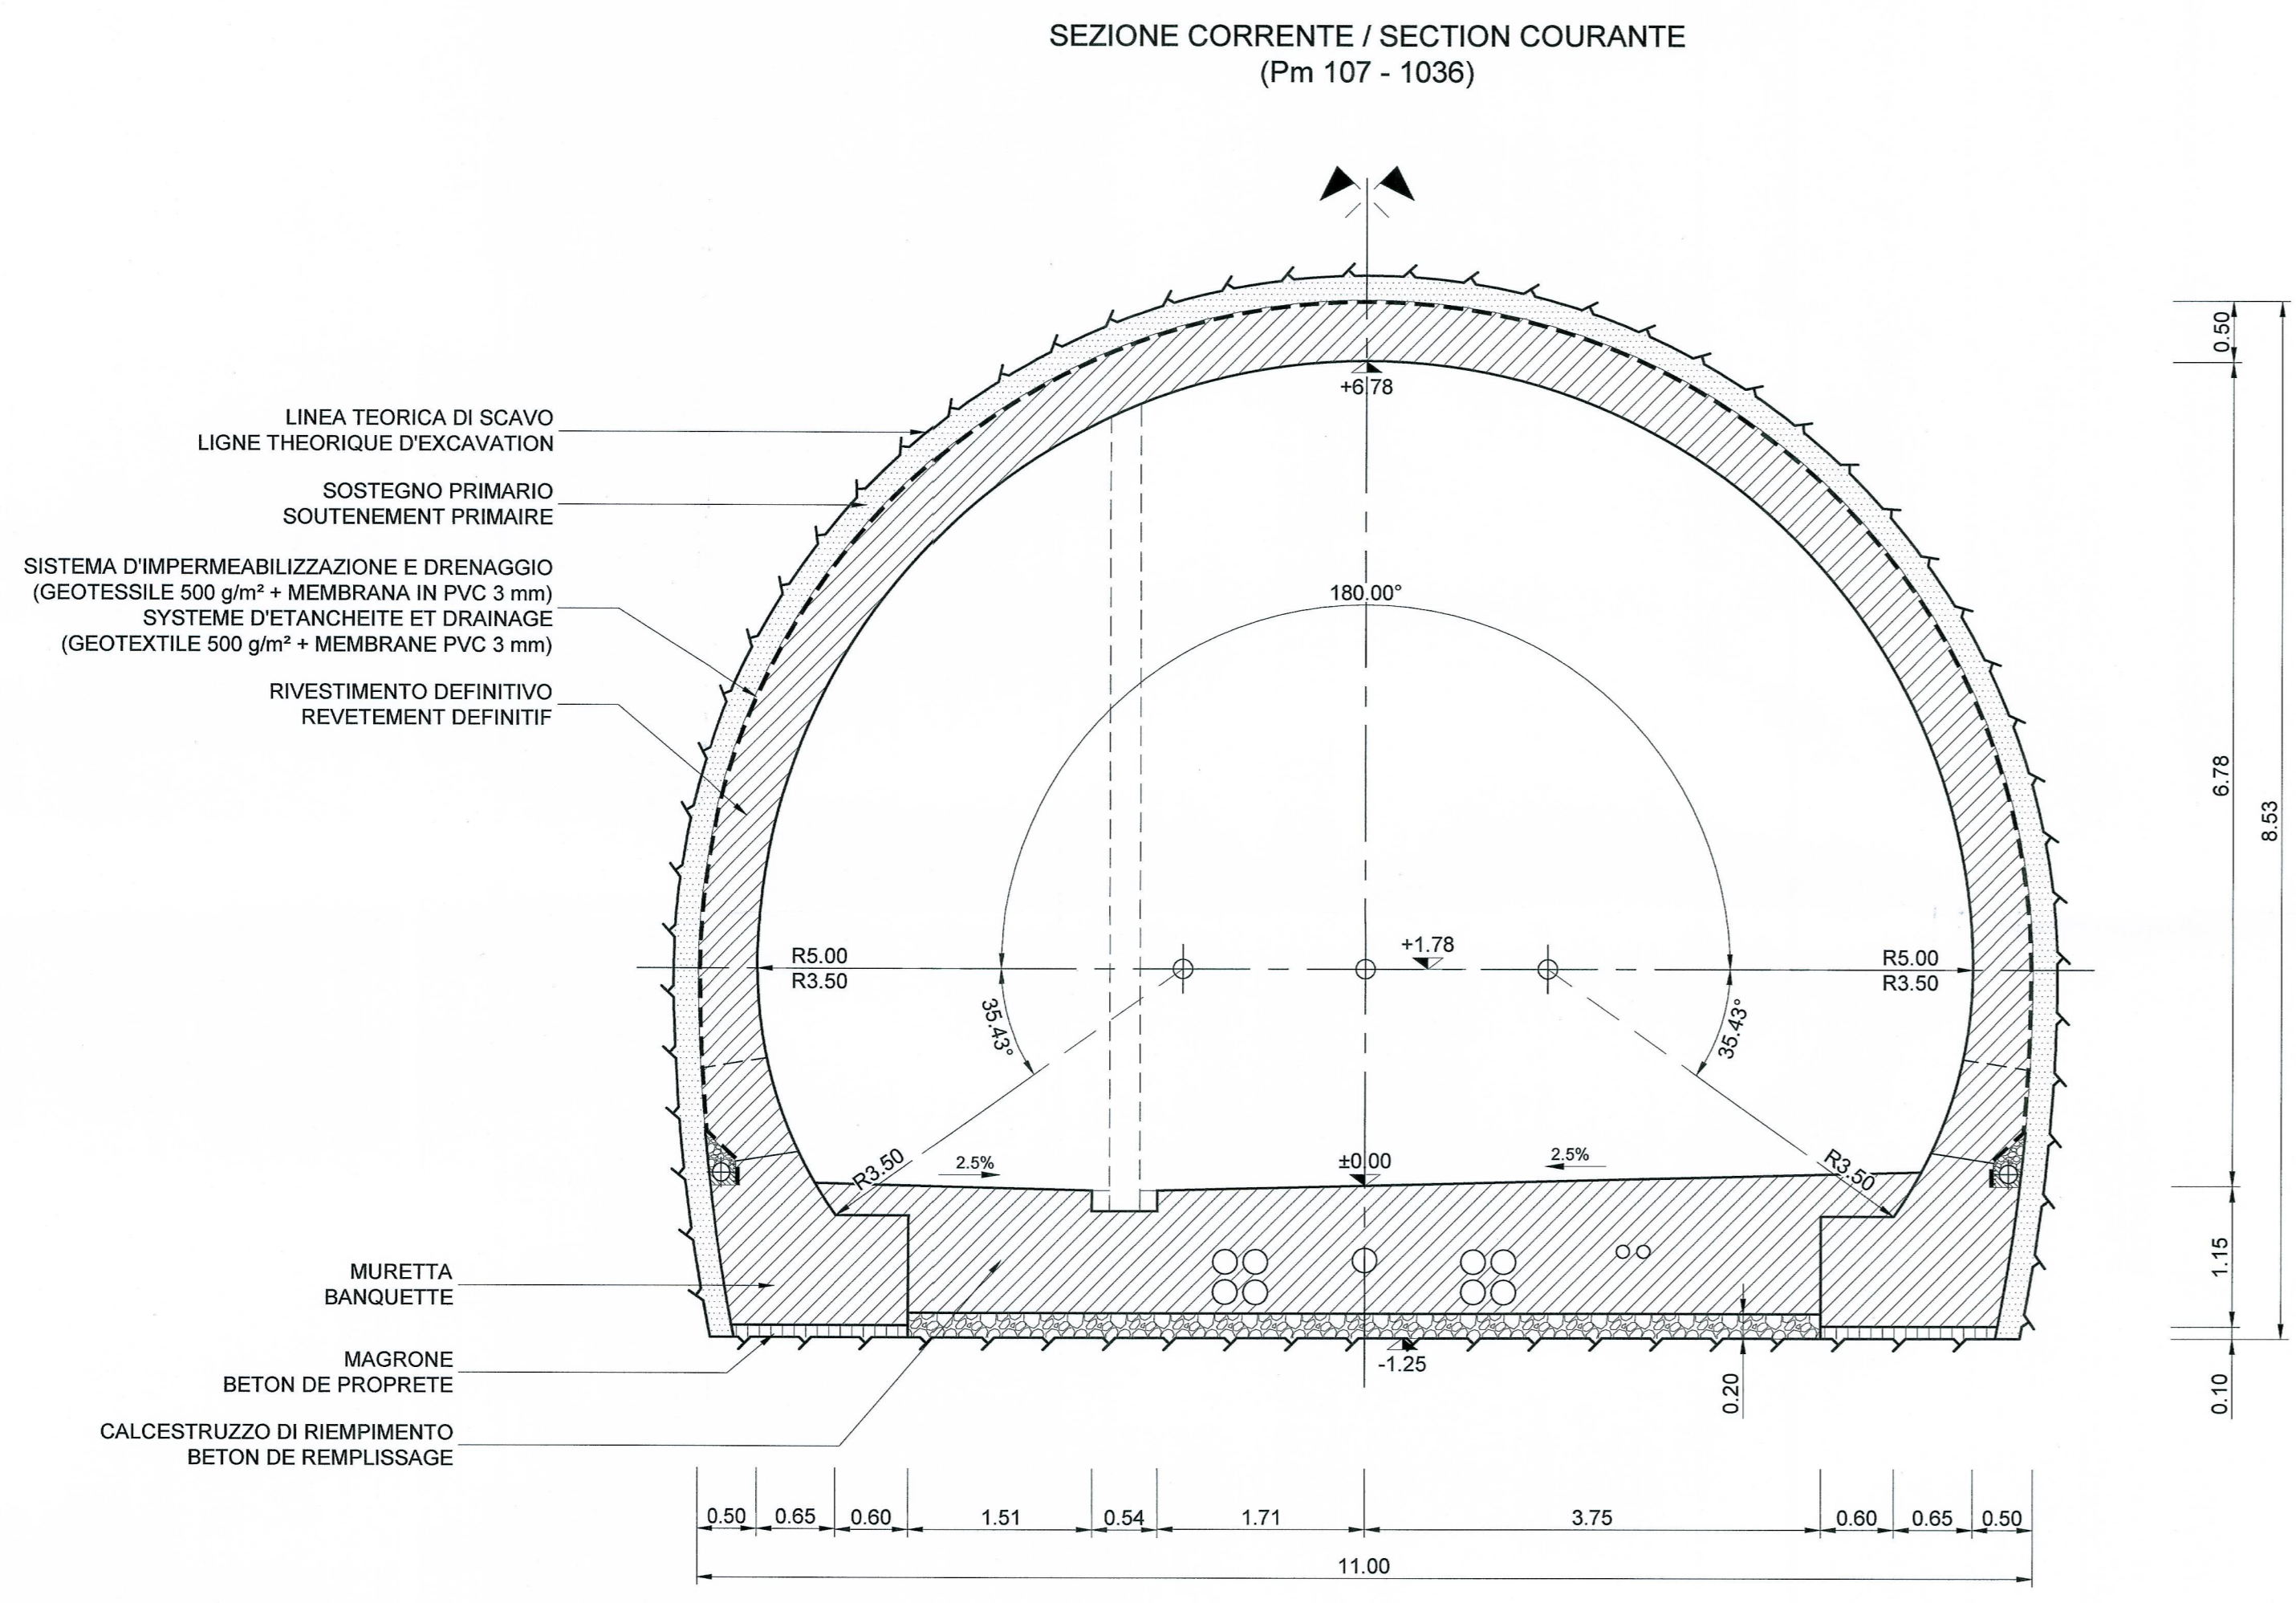 SEZIONE CORRENTE / SECTION COURANTE
(Pm 107 - 1036)
0.50
+6.78
LINEA TEORICA DI SCAVO
LIGNE THEORIQUE D'EXCAVATION
SOSTEGNO PRIMARIO
SOUTENEMENT PRIMAIRE
SISTEMA D'IMPERMEABILIZZAZIONE E DRENAGGIO
(GEOTESSILE 500 g/m² + MEMBRANA IN PVC 3 mm)
SYSTEME D'ETANCHEITE ET DRAINAGE
(GEOTEXTILE 500 g/m² + MEMBRANE PVC 3 mm)
180.00°
RIVESTIMENTO DEFINITIVO
REVETEMENT DEFINITIF
6.78
8.53
R5.00
R3.50
+1.78
R5.00
R3.50
35.43°
35.43°
R3.50
2.5%
±0.00
2.5%
R3.50
1.15
MURETTA
BANQUETTE
MAGRONE
BETON DE PROPRETE
-1.25
0.20
0.10
CALCESTRUZZO DI RIEMPIMENTO
BETON DE REMPLISSAGE
0.50 0.65 0.60 1.51 0.54 1.71 3.75 0.60 0.65 0.50
11.00